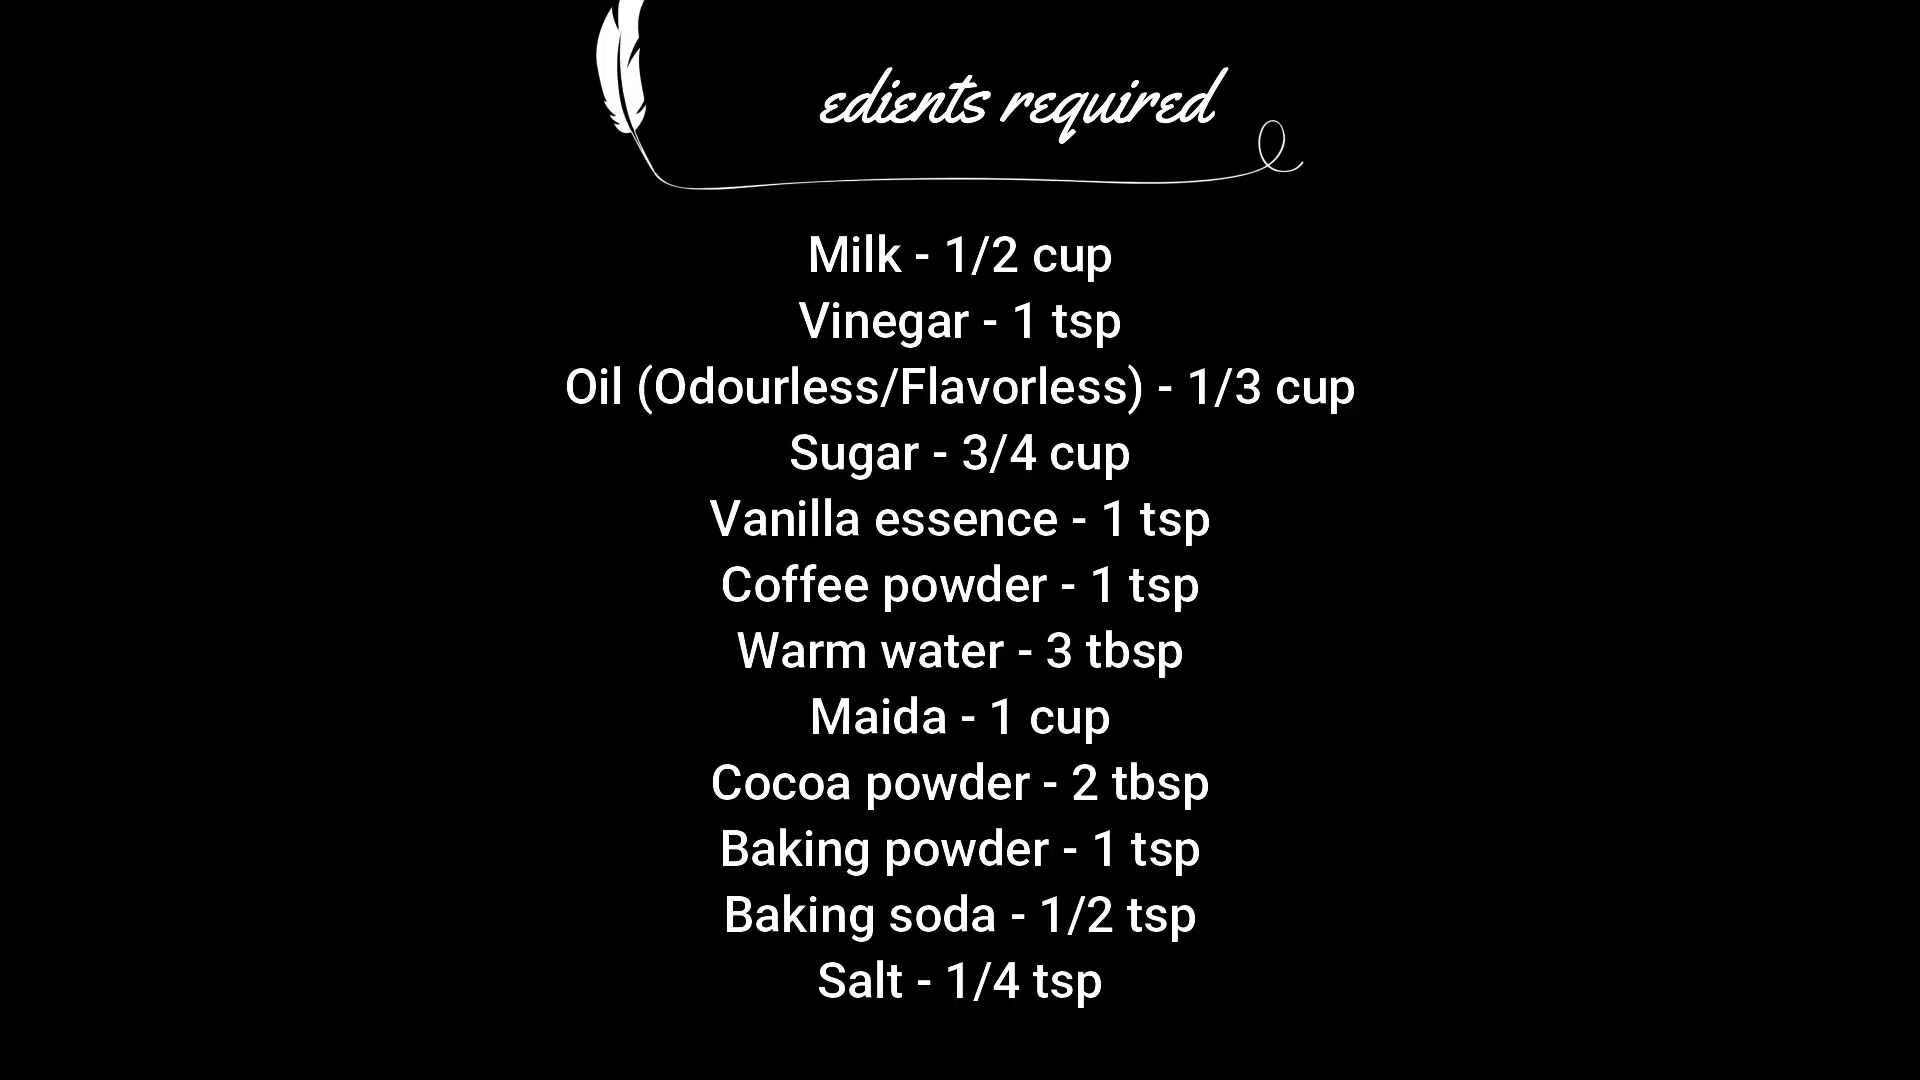 edients required
Milk - 1/2 cup
Vinegar - 1 tsp
Oil (Odourless/Flavorless) - 1/3 cup
Sugar - 3/4 cup
Vanilla essence - 1 tsp
Coffee powder - 1 tsp
Warm water - 3 tbsp
Maida - 1 cup
Cocoa powder - 2 tbsp
Baking powder - 1 tsp
Baking soda - 1/2 tsp
Salt - 1/4 tsp